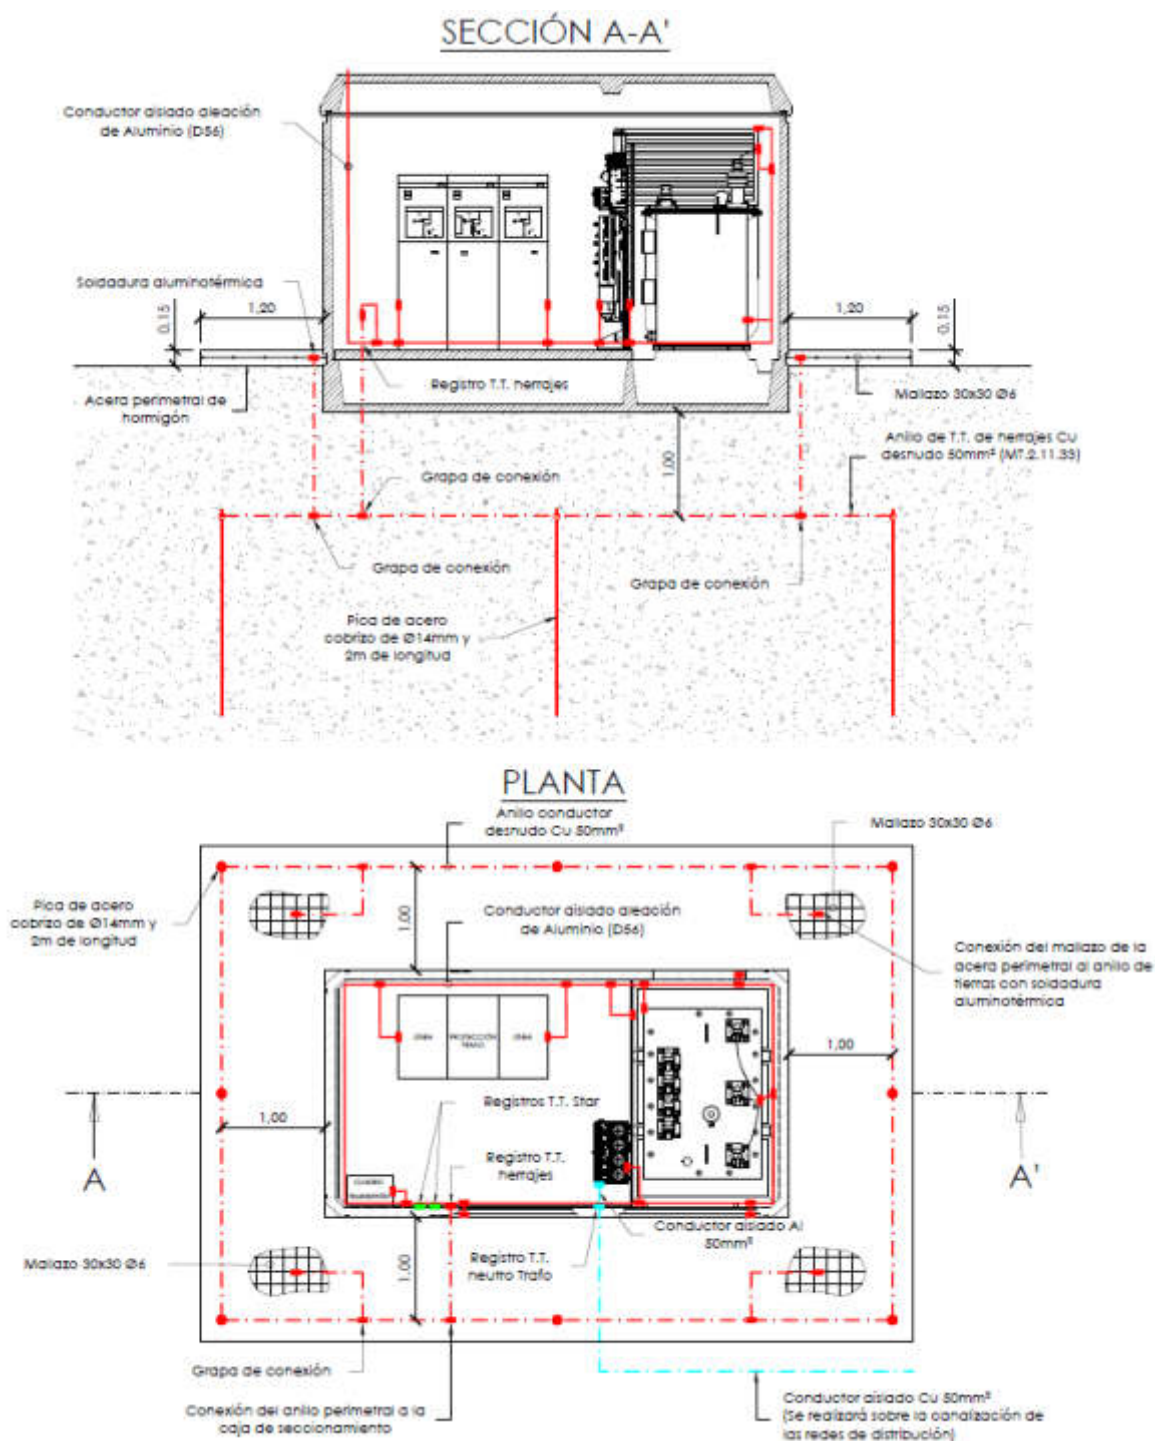 SECCIÓN A-A'
Conductor aislado aleación
de Aluminio (D56)
Soldadura aluminotérmica
1,20
1,20
0.15
0.15
Registro T.T. herrajes
Acera perimetral de
hormigón
Mallazo 30x30 Ø6
Anillo de T.T. de herrajes Cu
desnudo 50mm² (MT.2.11.33)
1,00
Grapa de conexión
Grapa de conexión
Grapa de conexión
Pica de acero
cobrizo de Ø14mm y
2m de longitud
PLANTA
Anillo conductor
desnudo Cu 50mm²
Mallazo 30x30 Ø6
Pica de acero
cobrizo de Ø14mm y
2m de longitud
1,00
Conductor aislado aleación
de Aluminio (D56)
Conexión del mallazo de la
acera perimetral al anillo de
tierras con soldadura
aluminotérmica
1,00
Registros T.T. Star
1,00
Registro T.T.
herrajes
A
A'
Conductor aislado Al
50mm²
Registro T.T.
neutro Trafo
Mallazo 30x30 Ø6
1,00
Grapa de conexión
Conexión del anillo perimetral a la
caja de seccionamiento
Conductor aislado Cu 50mm²
(Se realizará sobre la canalización de
las redes de distribución)